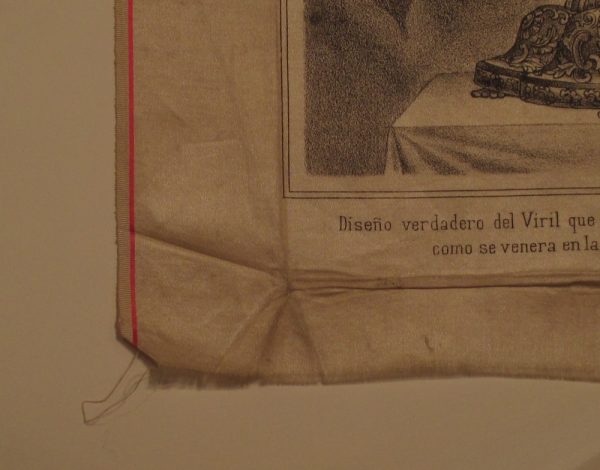 Diseño verdadero del Viril que
como se venera en la